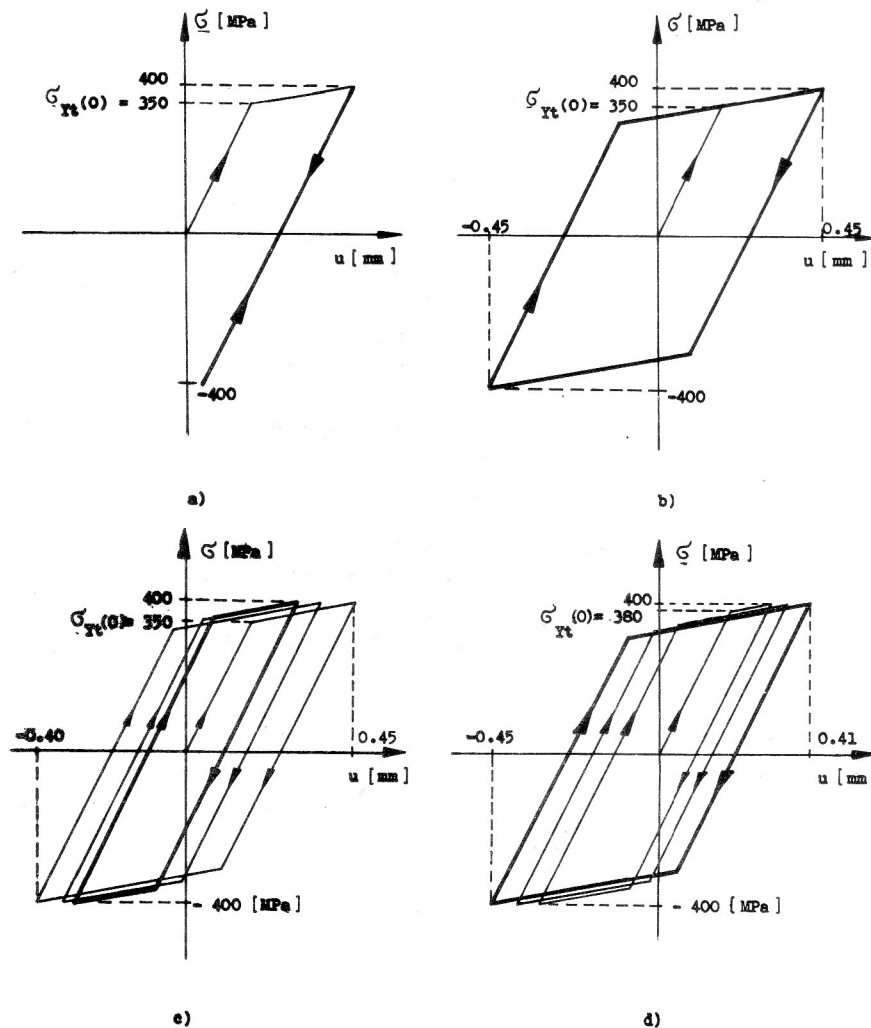 σ [MPa]
400
σYt(0) = 350
u [mm]
-400
a)
σ [MPa]
400
σYt(0)= 350
-0.45
0.45
u [mm]
-400
b)
σ [MPa]
400
σYt(0)= 350
-0.40
0.45
u [mm]
- 400 [MPa]
c)
σ [MPa]
400
σYt(0)= 380
-0.45
0.41
u [mm
- 400 [MPa]
d)